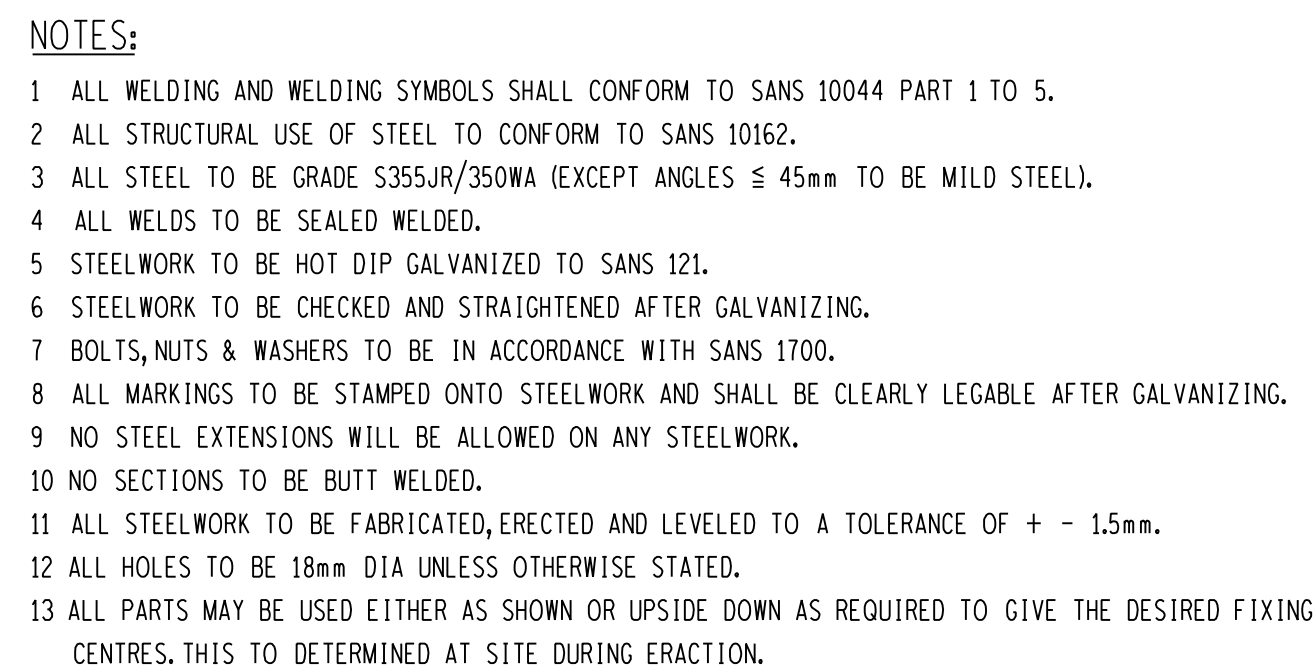 NOTES:
1 ALL WELDING AND WELDING SYMBOLS SHALL CONFORM TO SANS 10044 PART 1 TO 5.
2 ALL STRUCTURAL USE OF STEEL TO CONFORM TO SANS 10162.
3 ALL STEEL TO BE GRADE S355JR/350WA (EXCEPT ANGLES ≦ 45mm TO BE MILD STEEL).
4 ALL WELDS TO BE SEALED WELDED.
5 STEELWORK TO BE HOT DIP GALVANIZED TO SANS 121.
6 STEELWORK TO BE CHECKED AND STRAIGHTENED AFTER GALVANIZING.
7 BOLTS, NUTS & WASHERS TO BE IN ACCORDANCE WITH SANS 1700.
8 ALL MARKINGS TO BE STAMPED ONTO STEELWORK AND SHALL BE CLEARLY LEGABLE AFTER GALVANIZING.
9 NO STEEL EXTENSIONS WILL BE ALLOWED ON ANY STEELWORK.
10 NO SECTIONS TO BE BUTT WELDED.
11 ALL STEELWORK TO BE FABRICATED, ERECTED AND LEVELED TO A TOLERANCE OF + - 1.5mm.
12 ALL HOLES TO BE 18mm DIA UNLESS OTHERWISE STATED.
13 ALL PARTS MAY BE USED EITHER AS SHOWN OR UPSIDE DOWN AS REQUIRED TO GIVE THE DESIRED FIXING
CENTRES. THIS TO DETERMINED AT SITE DURING ERACTION.